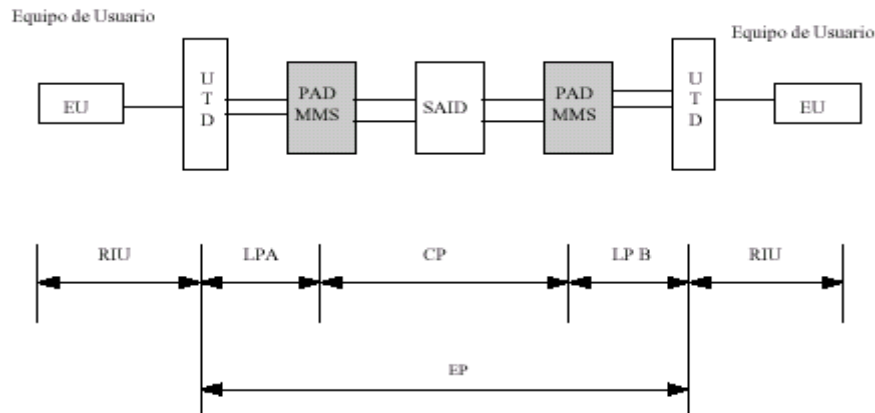 Equipo de Usuario
Equipo de Usuario
EU
U
T
D
PAD
MMS
SAID
PAD
MMS
U
T
D
EU
RIU
LPA
CP
LP B
RIU
EP